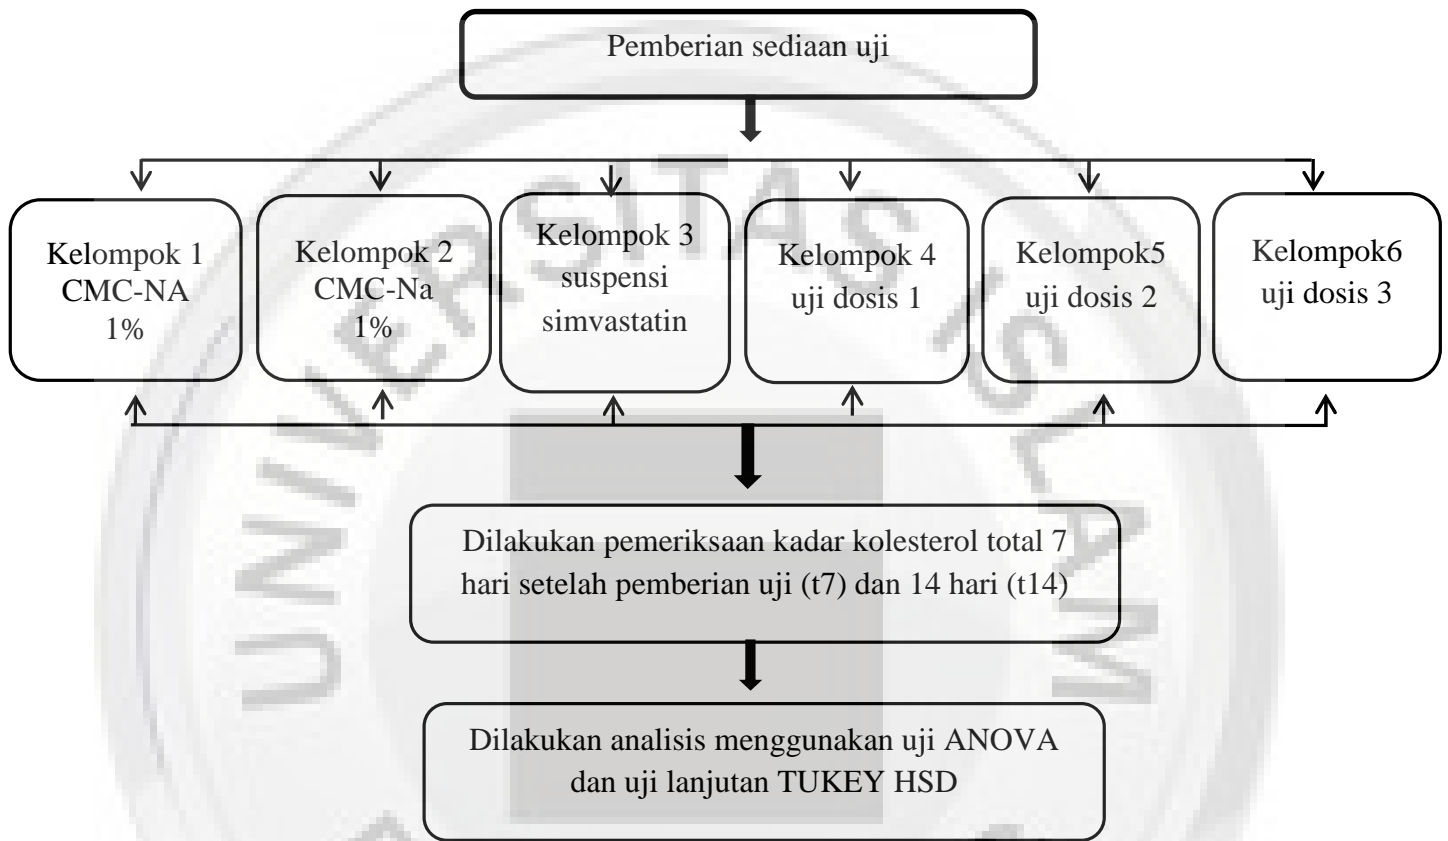 Pemberian sediaan uji
Kelompok 1
CMC-NA
1%
Kelompok 2
CMC-Na
1%
Kelompok 3
suspensi
simvastatin
Kelompok 4
uji dosis 1
Kelompok5
uji dosis 2
Kelompok6
uji dosis 3
Dilakukan pemeriksaan kadar kolesterol total 7
hari setelah pemberian uji (t7) dan 14 hari (t14)
Dilakukan analisis menggunakan uji ANOVA
dan uji lanjutan TUKEY HSD
UNIVERSITAS ISLAM